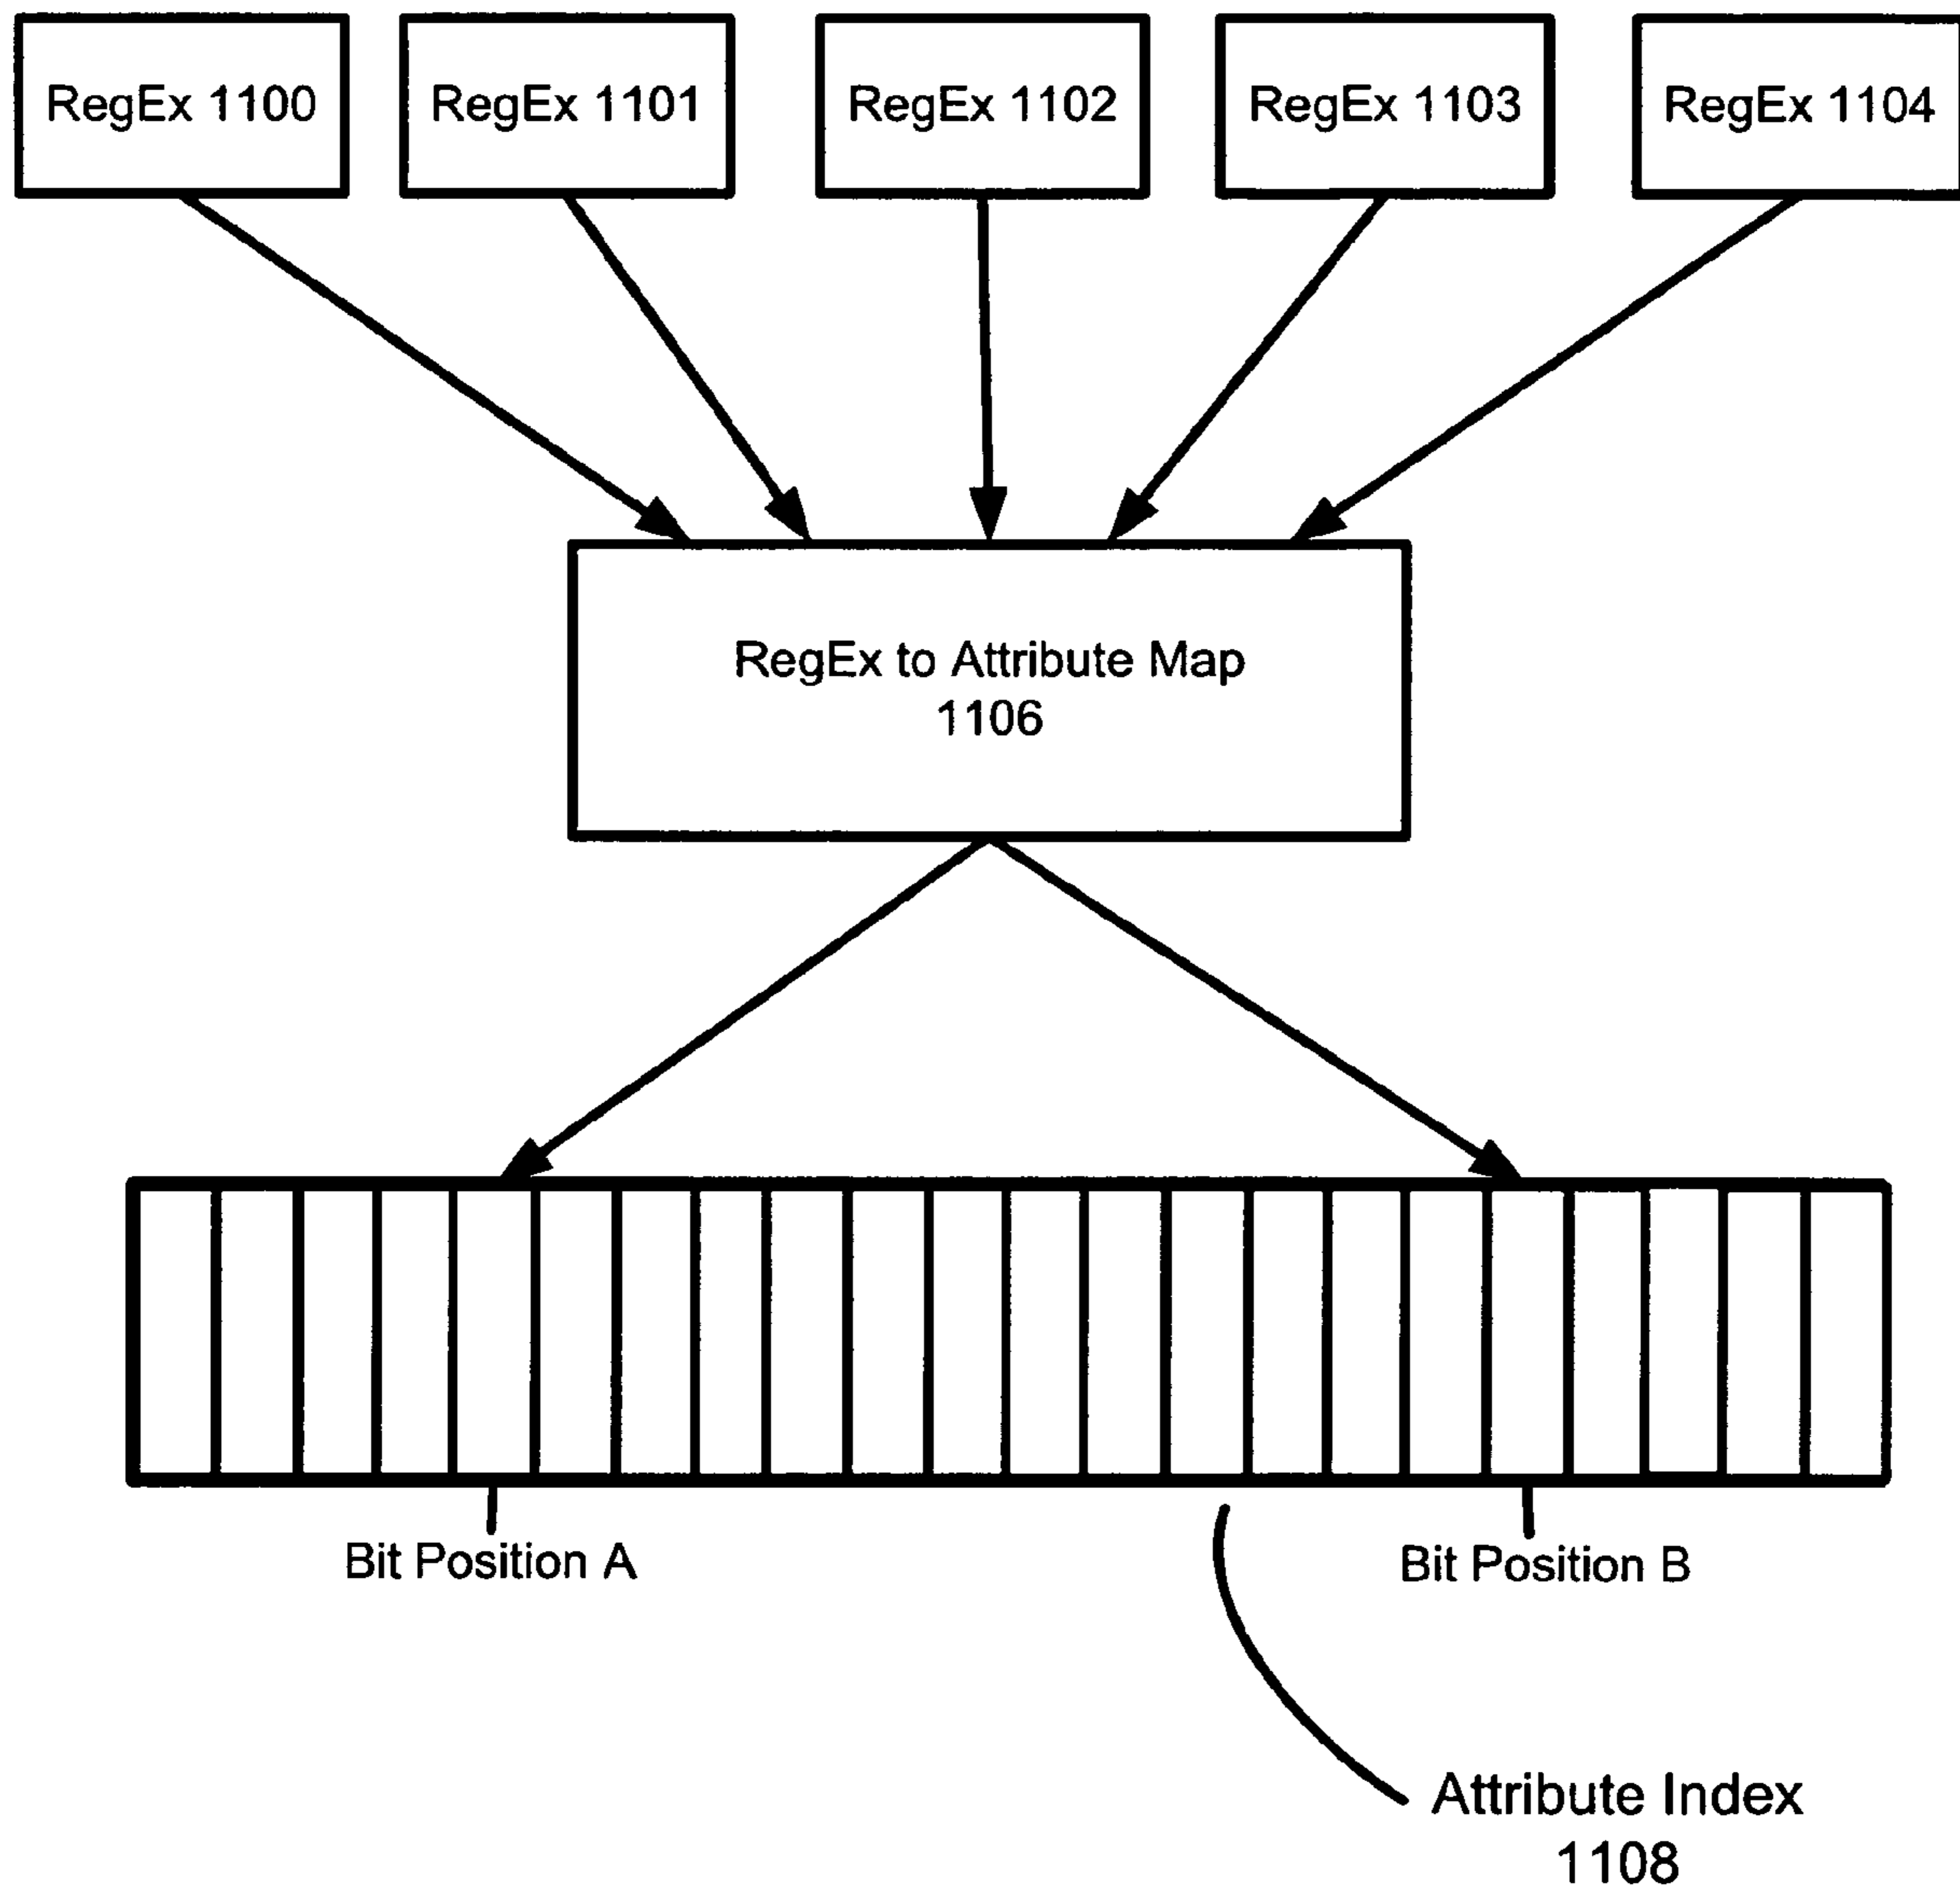 RegEx 1100
RegEx 1101
RegEx 1102
RegEx 1103
RegEx 1104
RegEx to Attribute Map
1106
Bit Position A
Bit Position B
Attribute Index
1108